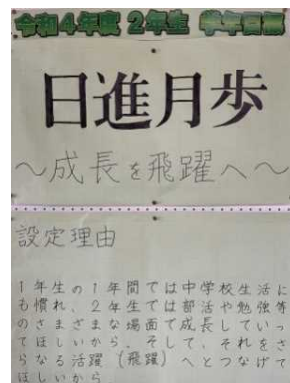 令和４年度 ２年生 学年目標
日進月歩
～成長を飛躍へ～
設定理由
１年生の１年間では中学校生活に
も慣れ、２年生では部活や勉強等
のさまざまな場面で成長していっ
てほしいから。そして、それをさ
らなる活躍（飛躍）へとつなげて
ほしいから